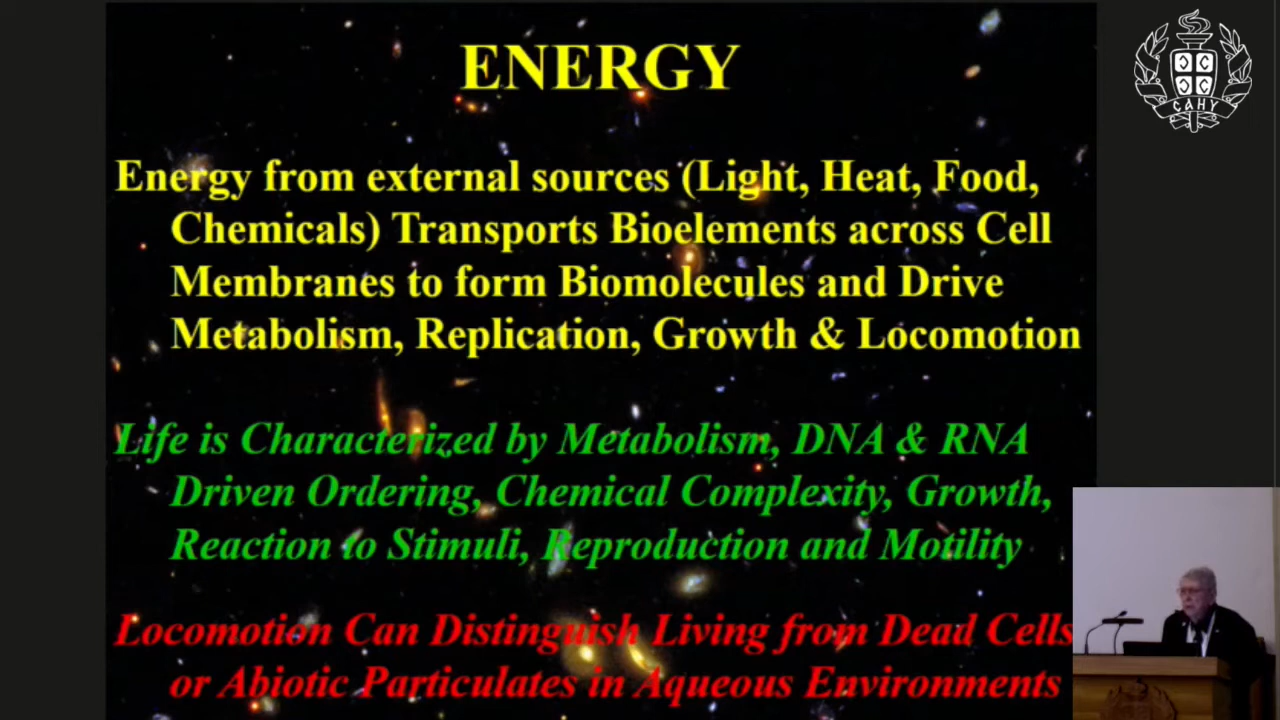 ENERGY
Energy from external sources (Light, Heat, Food,
Chemicals) Transports Bioelements across Cell
Membranes to form Biomolecules and Drive
Metabolism, Replication, Growth & Locomotion
Life is Characterized by Metabolism, DNA & RNA
Driven Ordering, Chemical Complexity, Growth,
Reaction to Stimuli, Reproduction and Motility
Locomotion Can Distinguish Living from Dead Cells
or Abiotic Particulates in Aqueous Environments
САНУ